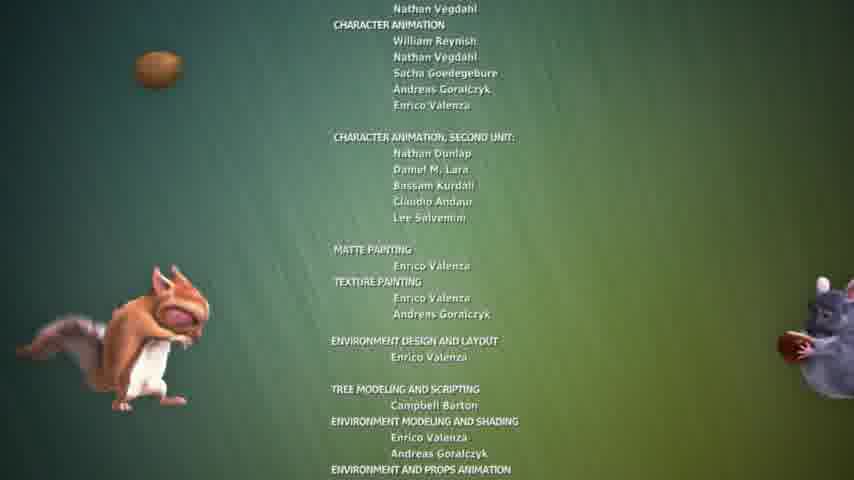 Nathan Vegdahl
CHARACTER ANIMATION
William Reynish
Nathan Vegdahl
Sacha Goedegebure
Andreas Goralczyk
Enrico Valenza
CHARACTER ANIMATION, SECOND UNIT:
Nathan Dunlap
Daniel M. Lara
Bassam Kurdali
Claudio Andaur
Lee Salvemini
MATTE PAINTING
Enrico Valenza
TEXTURE PAINTING
Enrico Valenza
Andreas Goralczyk
ENVIRONMENT DESIGN AND LAYOUT
Enrico Valenza
TREE MODELING AND SCRIPTING
Campbell Barton
ENVIRONMENT MODELING AND SHADING
Enrico Valenza
Andreas Goralczyk
ENVIRONMENT AND PROPS ANIMATION